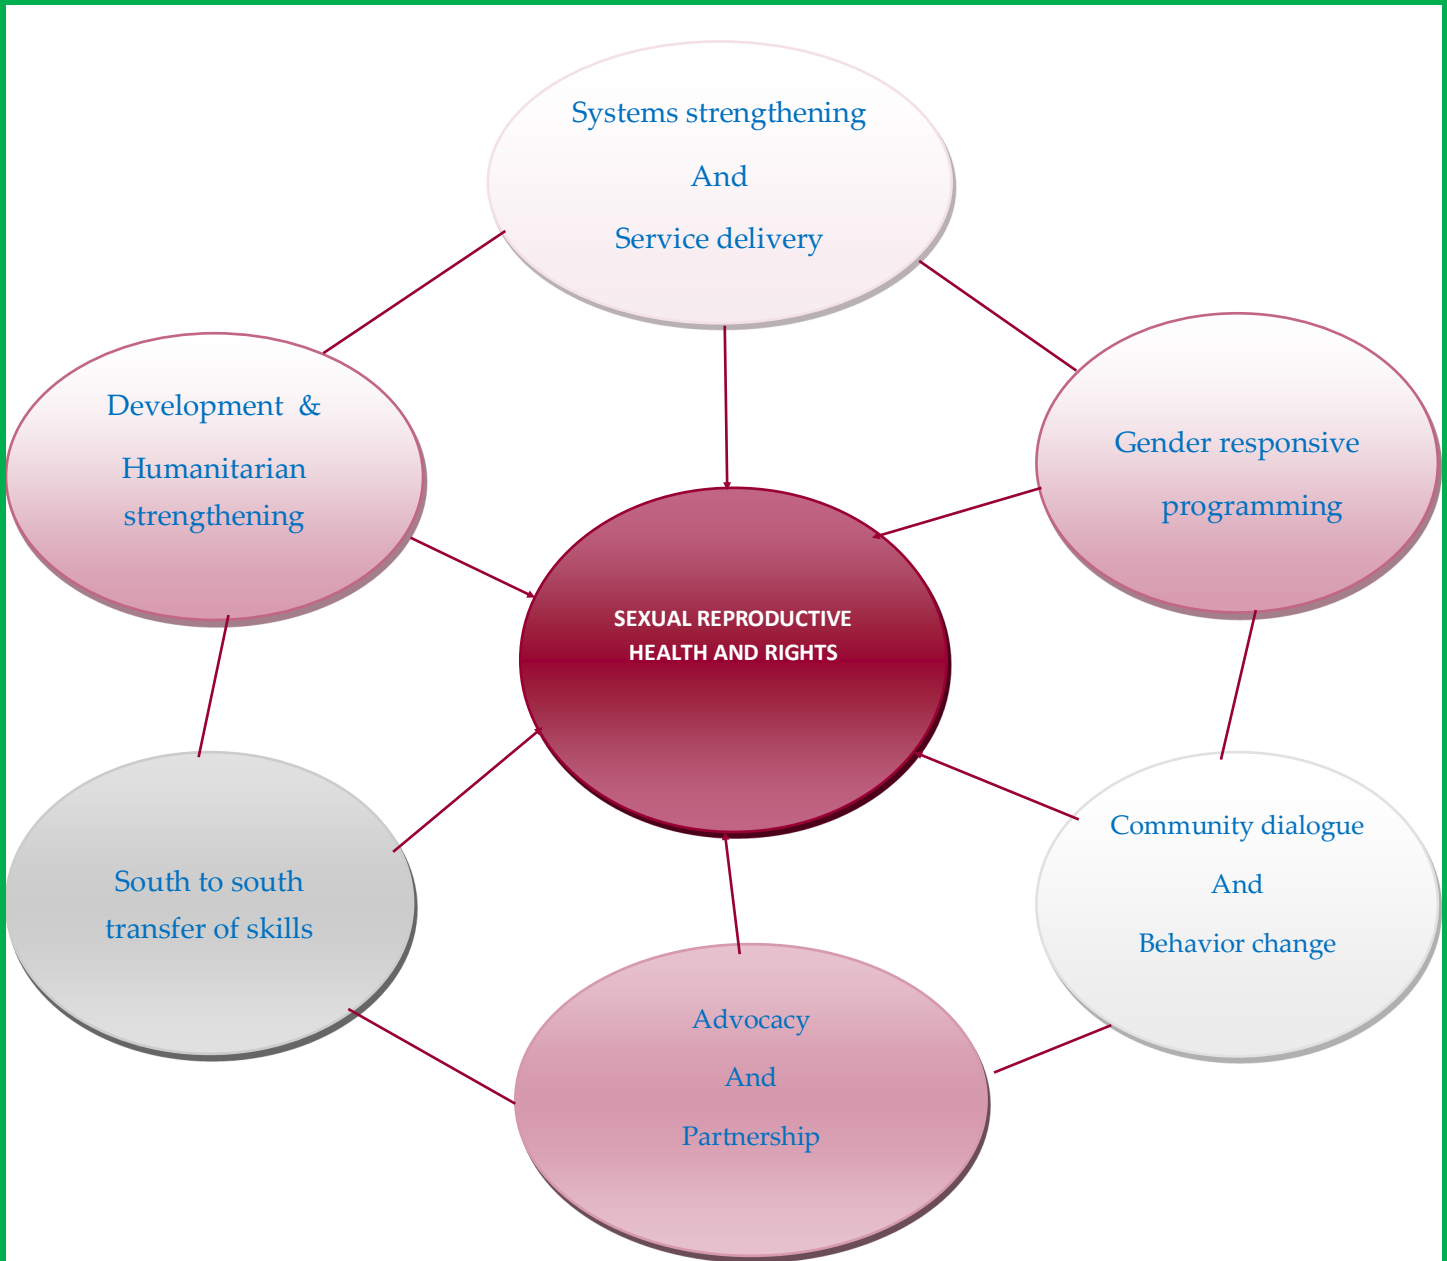 Systems strengthening
And
Service delivery
Development &
Humanitarian
strengthening
Gender responsive
programming
SEXUAL REPRODUCTIVE
HEALTH AND RIGHTS
South to south
transfer of skills
Community dialogue
And
Behavior change
Advocacy
And
Partnership